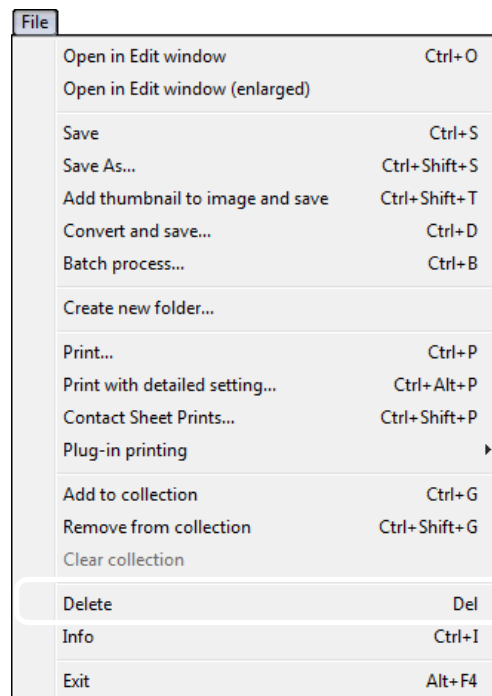 File
Open in Edit window Ctrl+O
Open in Edit window (enlarged)
Save Ctrl+S
Save As... Ctrl+Shift+S
Add thumbnail to image and save Ctrl+Shift+T
Convert and save... Ctrl+D
Batch process... Ctrl+B
Create new folder...
Print... Ctrl+P
Print with detailed setting... Ctrl+Alt+P
Contact Sheet Prints... Ctrl+Shift+P
Plug-in printing
Add to collection Ctrl+G
Remove from collection Ctrl+Shift+G
Clear collection
Delete Del
Info Ctrl+I
Exit Alt+F4